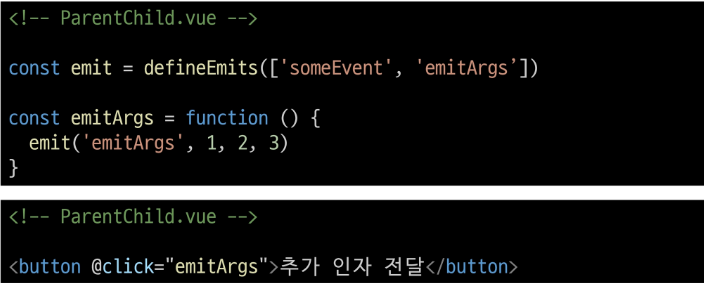 <!-- ParentChild.vue -->
const emit = defineEmits(['someEvent', 'emitArgs’])
const emitArgs = function () {
  emit('emitArgs', 1, 2, 3)
}
<!-- ParentChild.vue -->
<button @click="emitArgs">추가 인자 전달</button>